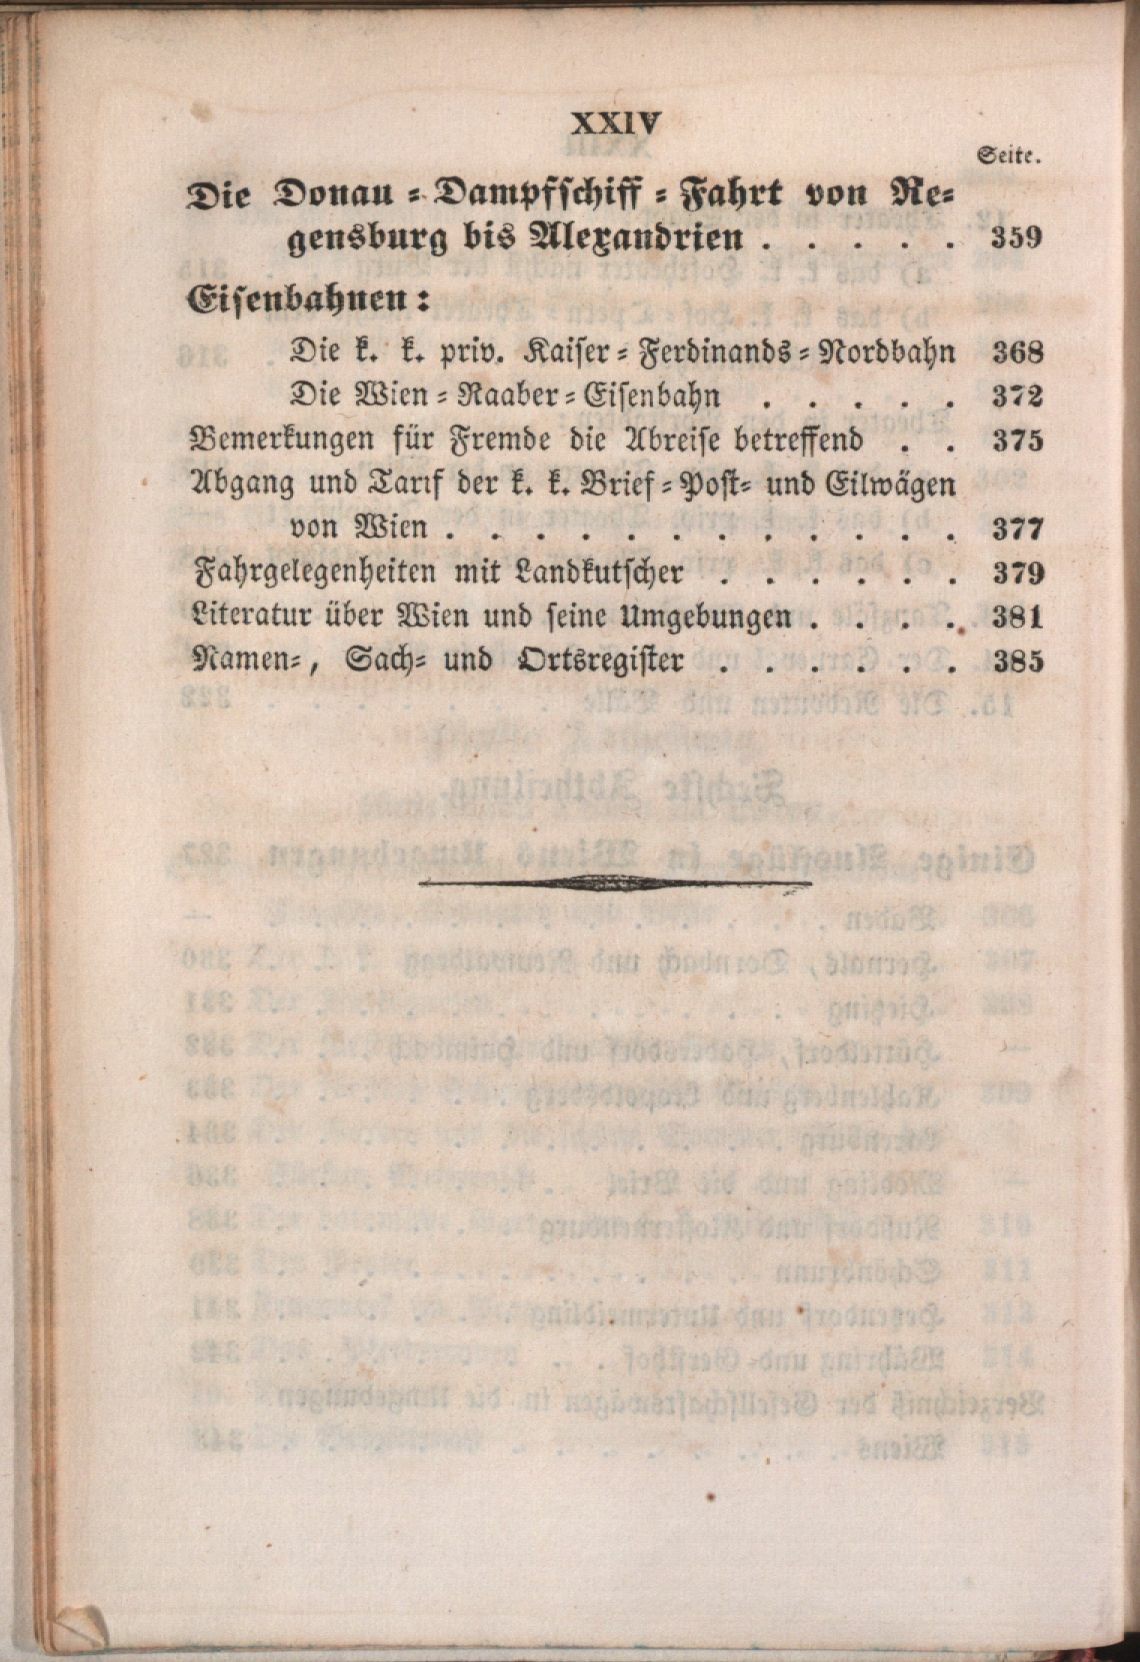 XXIV
Seite.
Die Donau-Dampfschiff-Fahrt von Re-
gensburg bis Alexandrien . . . . . 359
Eisenbahnen:
Die k. k. priv. Kaiser-Ferdinands-Nordbahn 368
Die Wien-Raaber-Eisenbahn . . . . . 372
Bemerkungen für Fremde die Abreise betreffend . . 375
Abgang und Tarif der k. k. Brief-Post- und Eilwägen
von Wien . . . . . . . . . . . . 377
Fahrgelegenheiten mit Landkutscher . . . . . . 379
Literatur über Wien und seine Umgebungen . . . . 381
Namen-, Sach- und Ortsregister . . . . . . 385